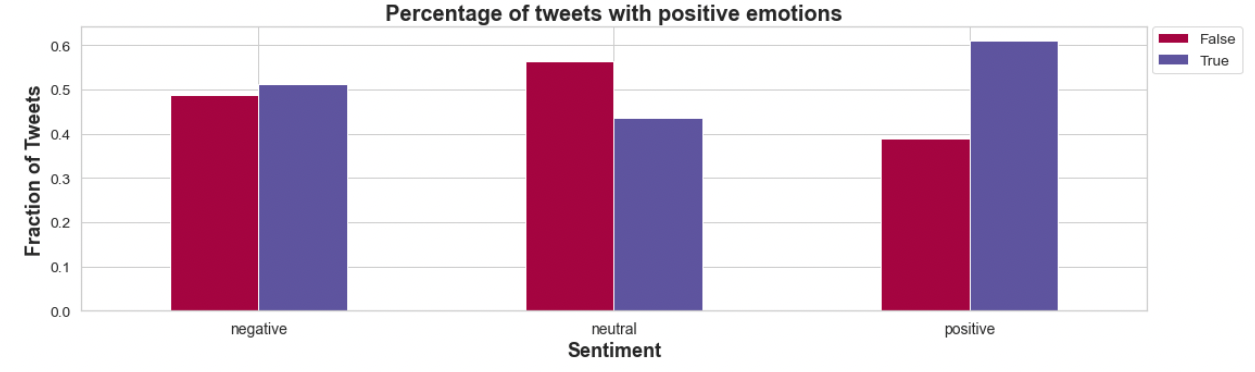 Percentage of tweets with positive emotions
False
True
Fraction of Tweets
0.6
0.5
0.4
0.3
0.2
0.1
0.0
negative
neutral
positive
Sentiment